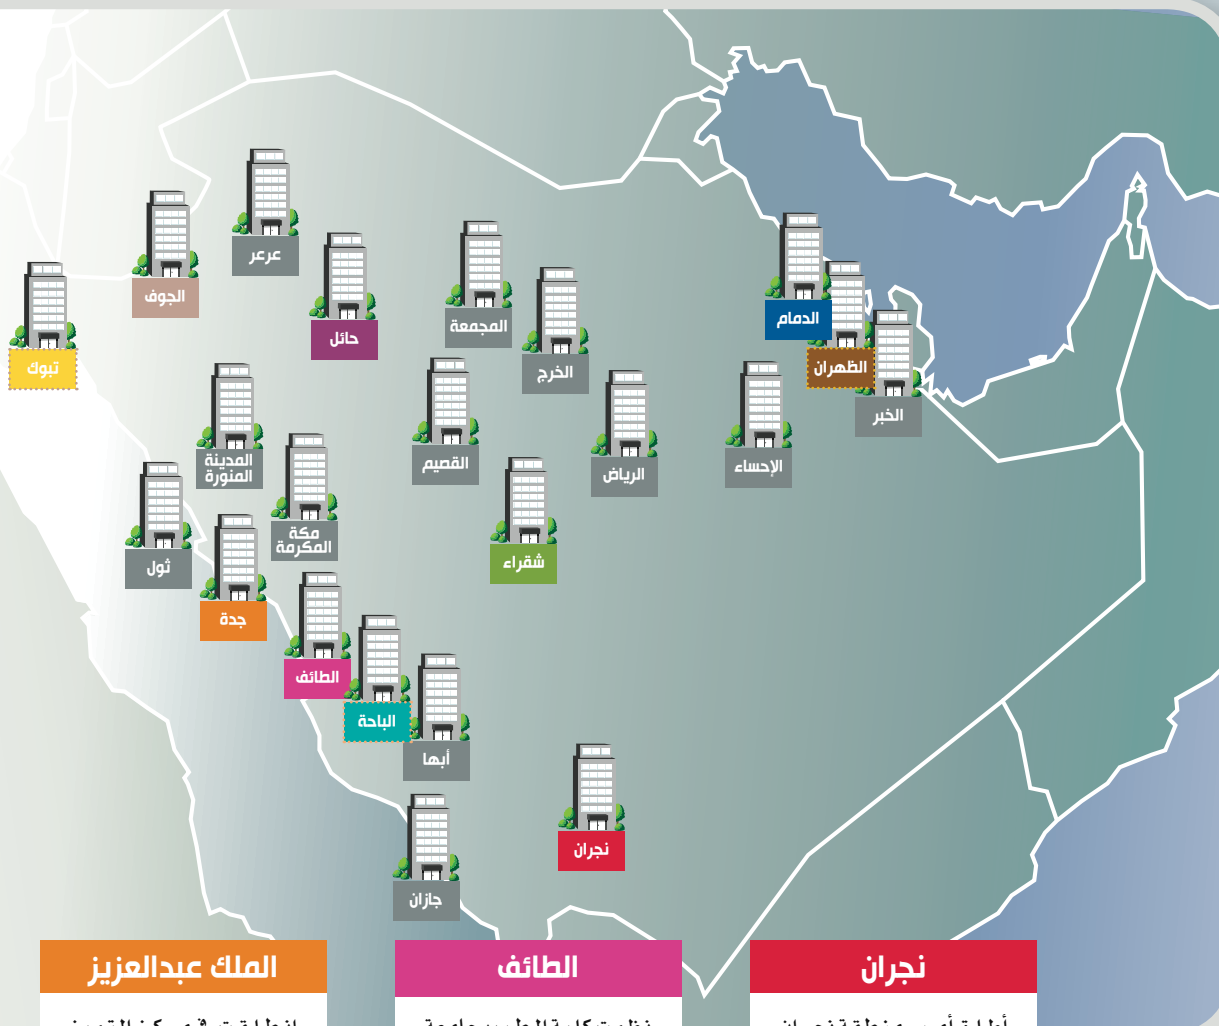 عرعر
الجوف
حائل
المجمعة
الدمام
تبوك
الخرج
الظهران
الخبر
المدينة
المنورة
القصيم
الرياض
الإحساء
مكة
المكرمة
ثول
شقراء
جدة
الطائف
الباحة
أبها
نجران
جازان
نجران
الطائف
الملك عبدالعزيز